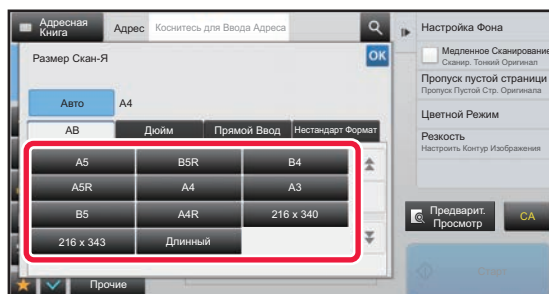 Адресная Книга
Адрес
Коснитесь для Ввода Адреса
Размер Скан-Я
OK
Авто
A4
AB
Дюйм
Прямой Ввод
Нестандарт Формат
A5
B5R
B4
A5R
A4
A3
B5
A4R
216 x 340
216 x 343
Длинный
Прочие
Настройка Фона
Медленное Сканирование
Сканир. Тонкий Оригинал
Пропуск пустой страници
Пропуск Пустой Стр. Оригинала
Цветной Режим
Резкость
Настроить Контур Изображения
Предварит.
Просмотр
CA
Старт